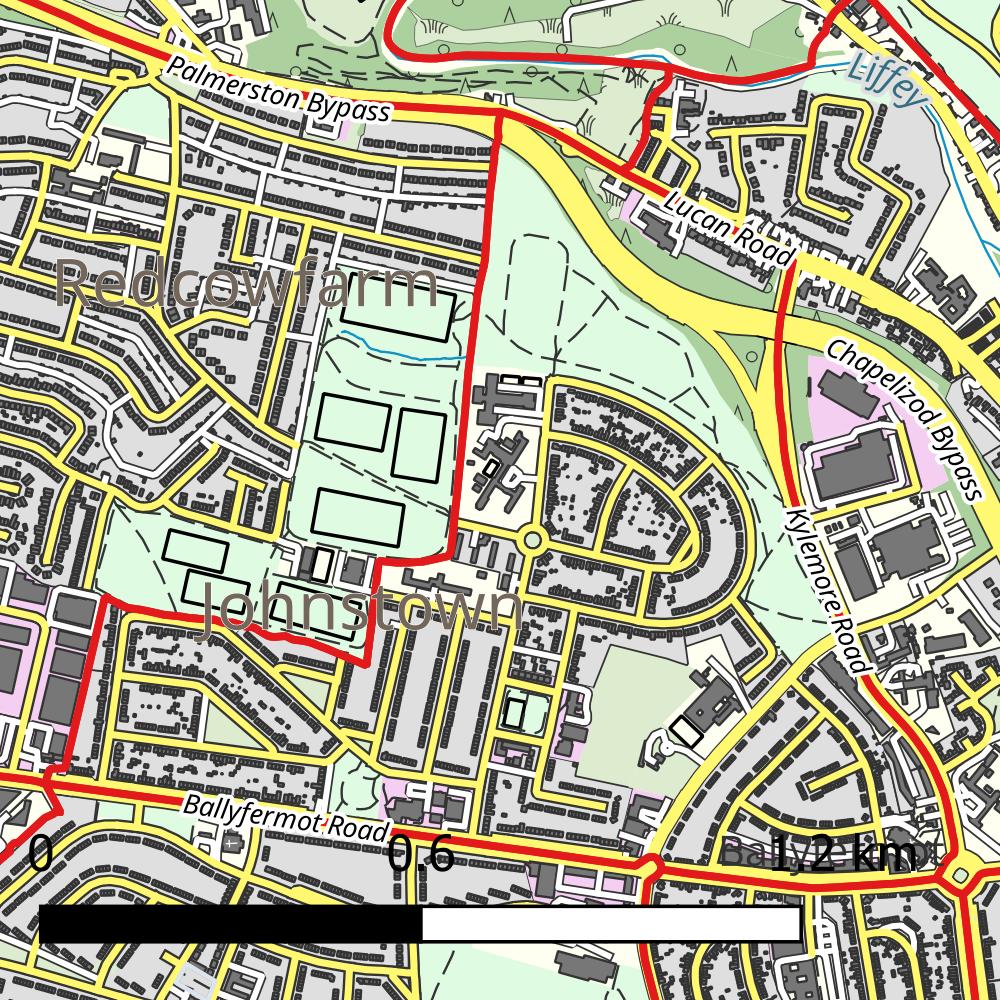 Liffey
Palmerston Bypass
Lucan Road
Redcowfarm
Chapelizod Bypass
Kylemore Road
Johnstown
Ballyfermot Road
0
0.6
1.2 km